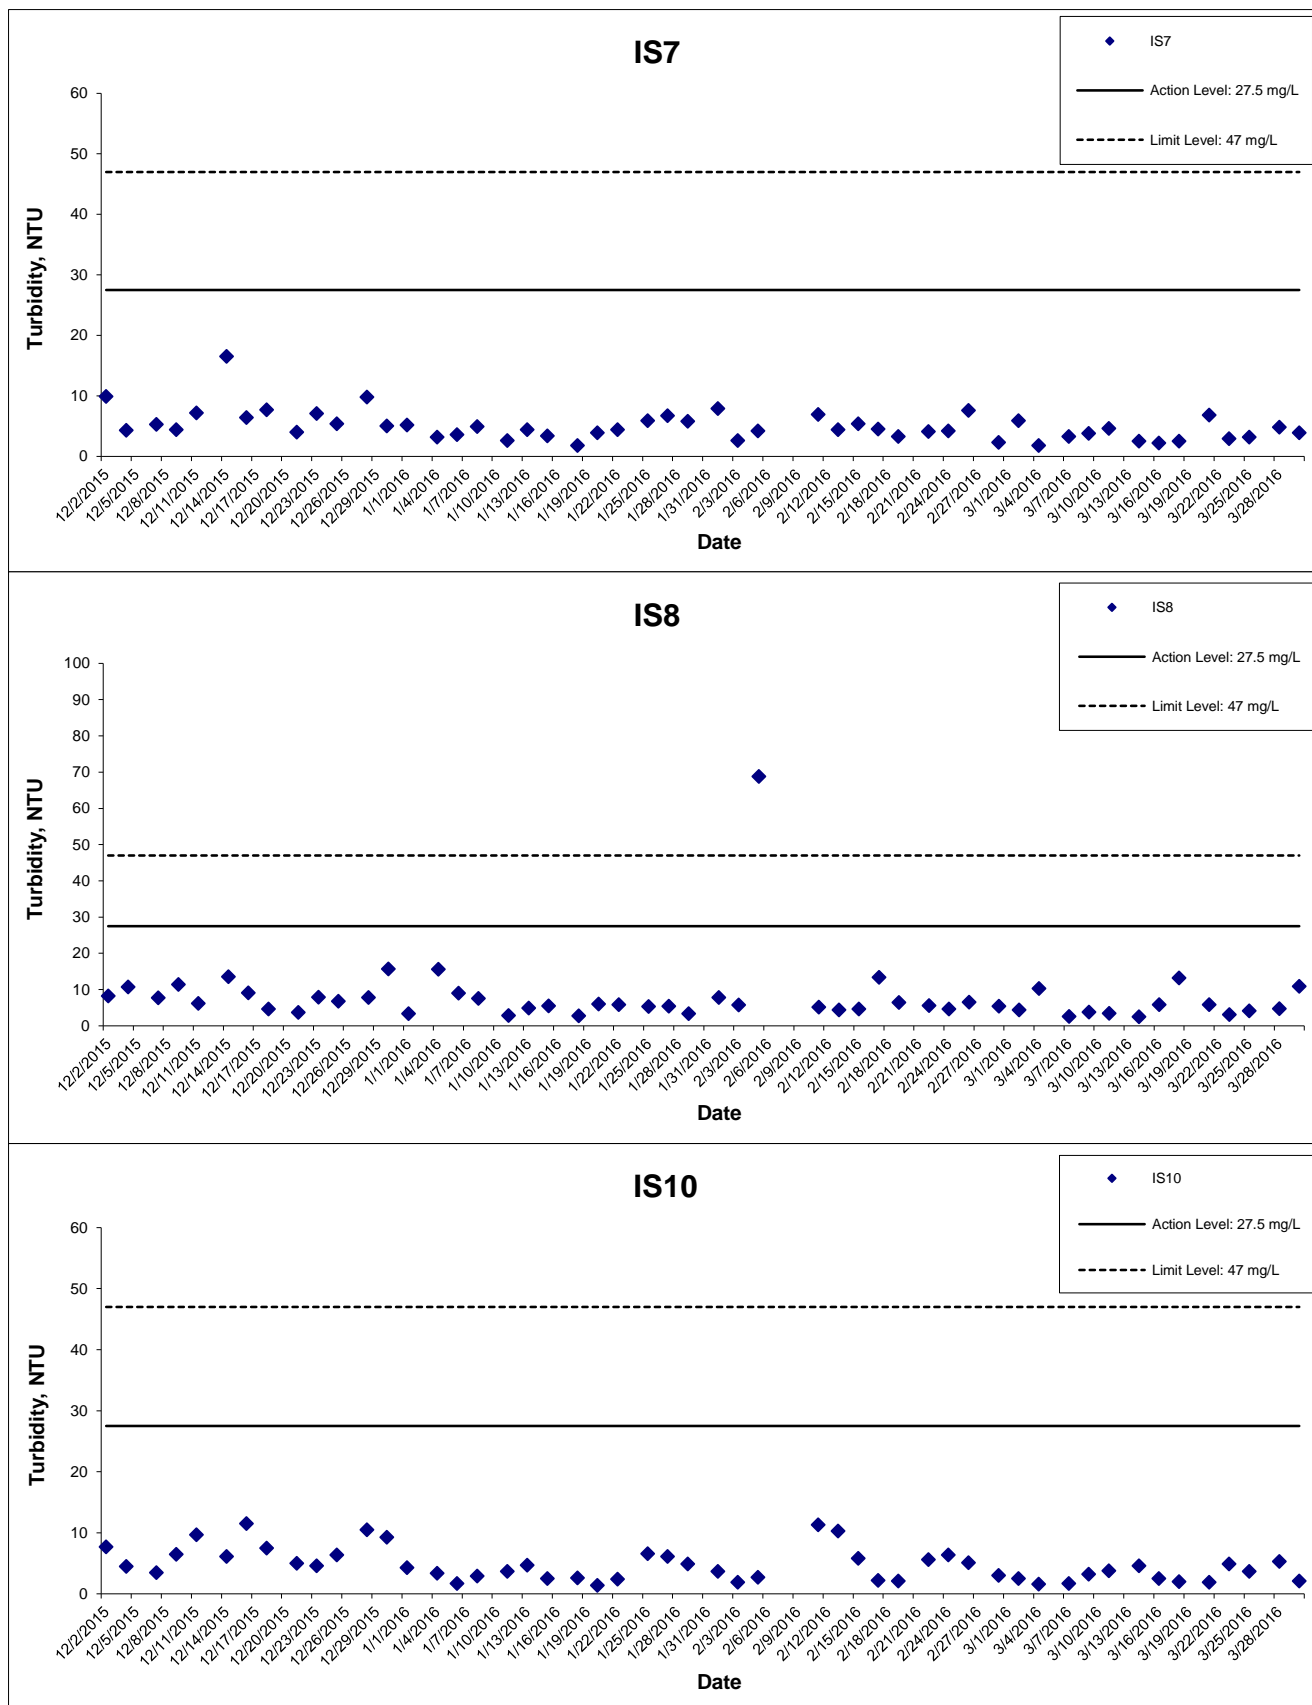 IS7
IS7
Action Level: 27.5 mg/L
Limit Level: 47 mg/L
Turbidity, NTU
60
50
40
30
20
10
0
12/2/2015 12/5/2015 12/8/2015 12/11/2015 12/14/2015 12/17/2015 12/20/2015 12/23/2015 12/26/2015 12/29/2015 1/1/2016 1/4/2016 1/7/2016 1/10/2016 1/13/2016 1/16/2016 1/19/2016 1/22/2016 1/25/2016 1/28/2016 1/31/2016 2/3/2016 2/6/2016 2/9/2016 2/12/2016 2/15/2016 2/18/2016 2/21/2016 2/24/2016 2/27/2016 3/1/2016 3/4/2016 3/7/2016 3/10/2016 3/13/2016 3/16/2016 3/19/2016 3/22/2016 3/25/2016 3/28/2016
Date
IS8
IS8
Action Level: 27.5 mg/L
Limit Level: 47 mg/L
Turbidity, NTU
100
90
80
70
60
50
40
30
20
10
0
12/2/2015 12/5/2015 12/8/2015 12/11/2015 12/14/2015 12/17/2015 12/20/2015 12/23/2015 12/26/2015 12/29/2015 1/1/2016 1/4/2016 1/7/2016 1/10/2016 1/13/2016 1/16/2016 1/19/2016 1/22/2016 1/25/2016 1/28/2016 1/31/2016 2/3/2016 2/6/2016 2/9/2016 2/12/2016 2/15/2016 2/18/2016 2/21/2016 2/24/2016 2/27/2016 3/1/2016 3/4/2016 3/7/2016 3/10/2016 3/13/2016 3/16/2016 3/19/2016 3/22/2016 3/25/2016 3/28/2016
Date
IS10
IS10
Action Level: 27.5 mg/L
Limit Level: 47 mg/L
Turbidity, NTU
60
50
40
30
20
10
0
12/2/2015 12/5/2015 12/8/2015 12/11/2015 12/14/2015 12/17/2015 12/20/2015 12/23/2015 12/26/2015 12/29/2015 1/1/2016 1/4/2016 1/7/2016 1/10/2016 1/13/2016 1/16/2016 1/19/2016 1/22/2016 1/25/2016 1/28/2016 1/31/2016 2/3/2016 2/6/2016 2/9/2016 2/12/2016 2/15/2016 2/18/2016 2/21/2016 2/24/2016 2/27/2016 3/1/2016 3/4/2016 3/7/2016 3/10/2016 3/13/2016 3/16/2016 3/19/2016 3/22/2016 3/25/2016 3/28/2016
Date